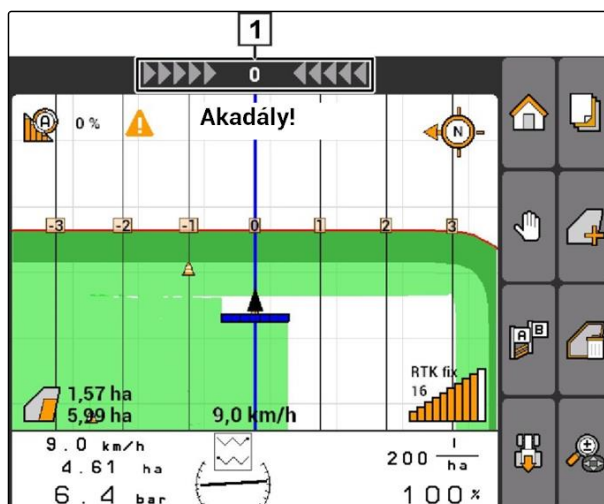 1
0
Akadály!
0 %
A
N
-3 -2 -1 0 1 2 3
A B
RTK fix
16
1,57 ha
5,99 ha
9,0 km/h
9.0 km/h
4.61 ha
6.4 bar
200 l/ha
100 %